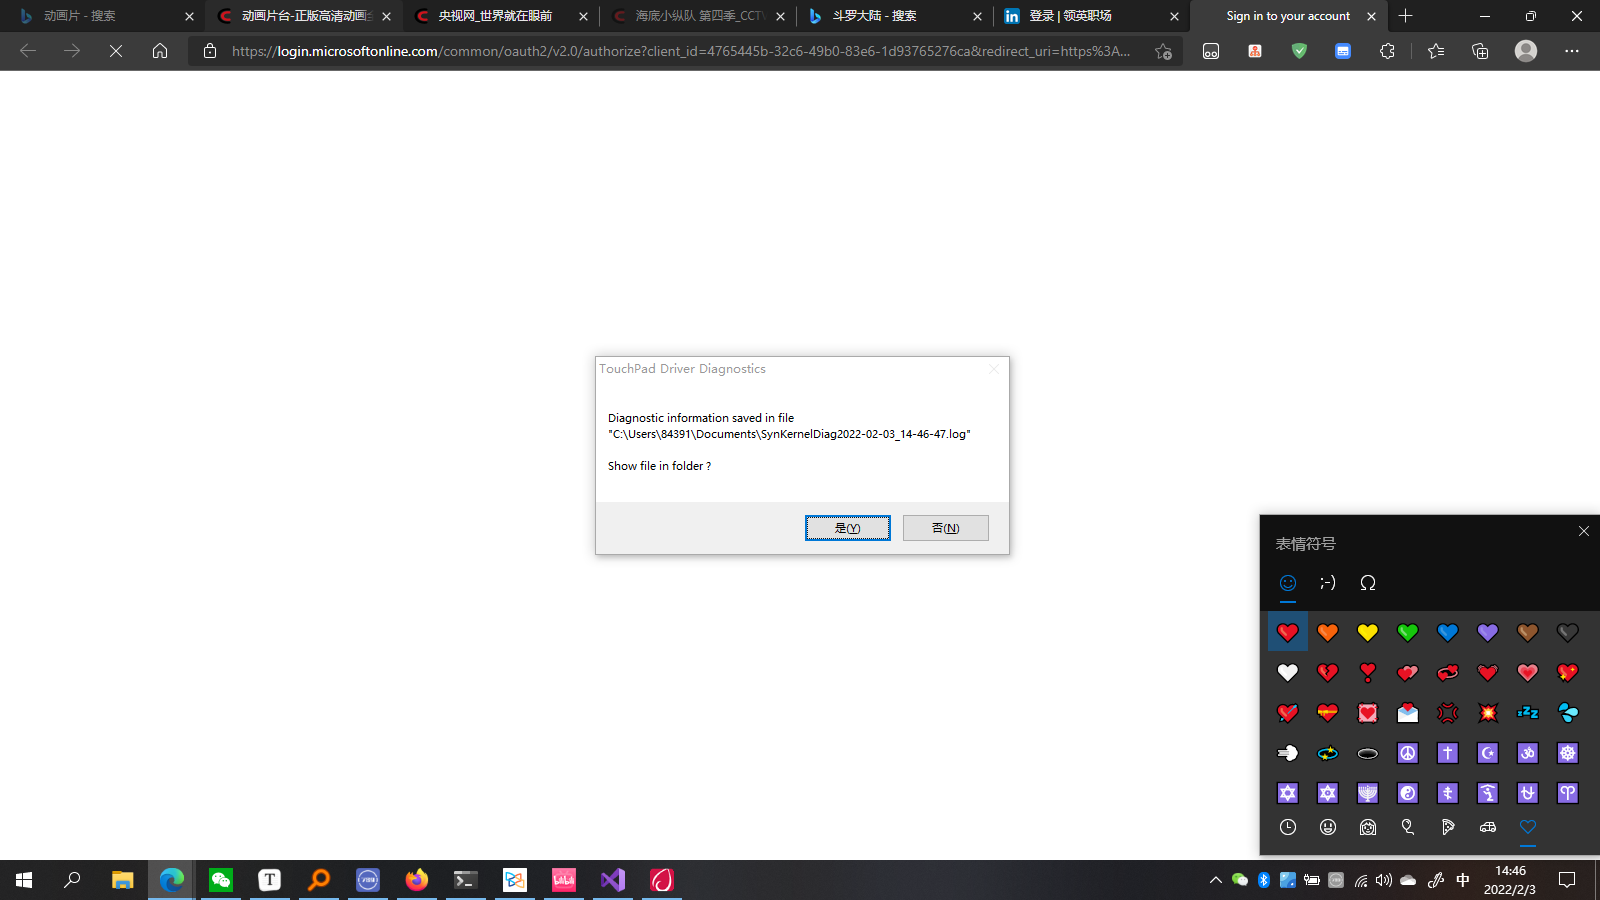 动画片 - 搜索
动画片台-正版高清动画全
央视网_世界就在眼前
海底小纵队 第四季_CCTV
斗罗大陆 - 搜索
登录 | 领英职场
Sign in to your account
https://login.microsoftonline.com/common/oauth2/v2.0/authorize?client_id=4765445b-32c6-49b0-83e6-1d93765276ca&redirect_uri=https%3A...
TouchPad Driver Diagnostics
Diagnostic information saved in file
"C:\Users\84391\Documents\SynKernelDiag2022-02-03_14-46-47.log"
Show file in folder ?
是(Y)
否(N)
表情符号
;-)
Ω
中
14:46
2022/2/3